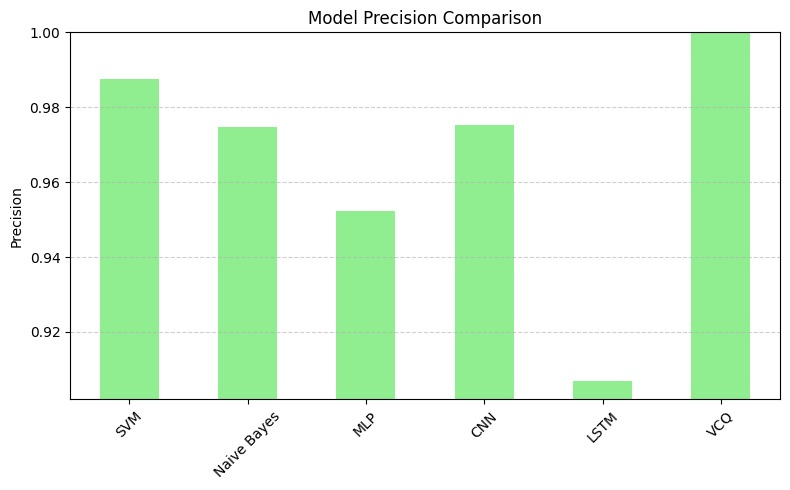 Model Precision Comparison
1.00
0.98
0.96
0.94
0.92
Precision
SVM
Naive Bayes
MLP
CNN
LSTM
VCQ